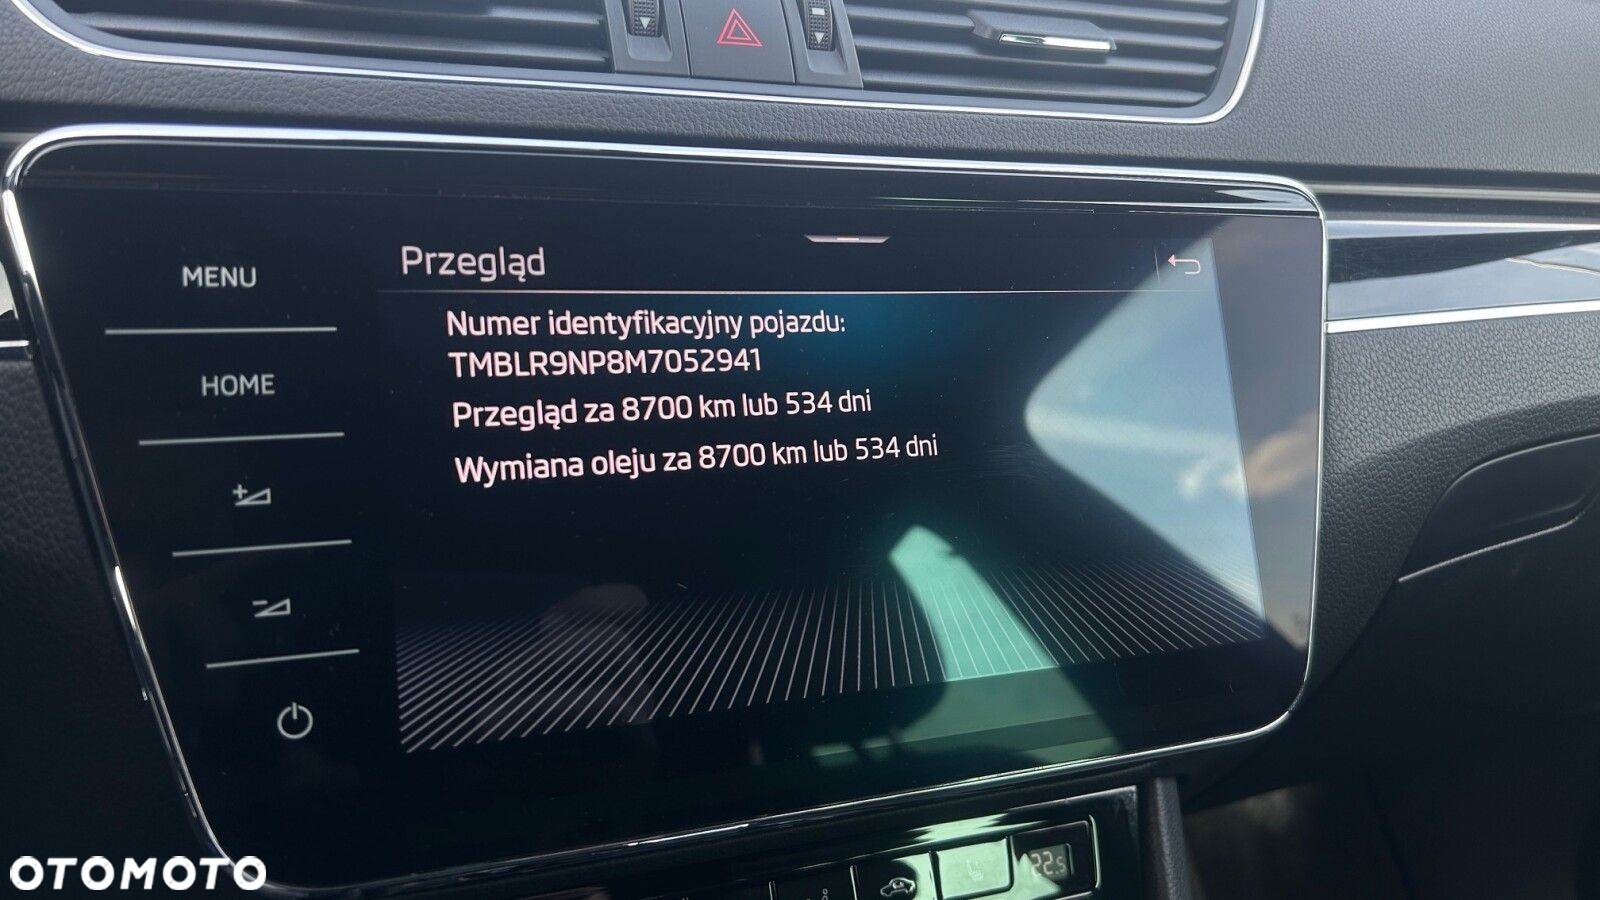 MENU
HOME
Przegląd
Numer identyfikacyjny pojazdu:
TMBLR9NP8M7052941
Przegląd za 8700 km lub 534 dni
Wymiana oleju za 8700 km lub 534 dni
22.5
OTOMOTO